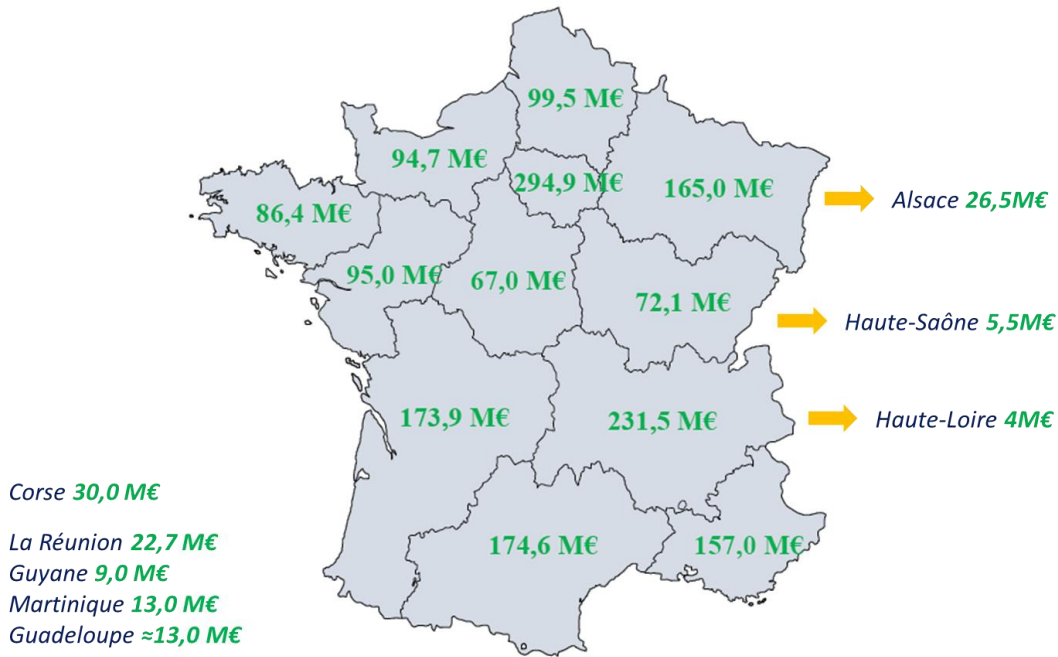 99,5 M€
94,7 M€
294,9 M€
165,0 M€
Alsace 26,5M€
86,4 M€
95,0 M€
67,0 M€
72,1 M€
Haute-Saône 5,5M€
173,9 M€
231,5 M€
Haute-Loire 4M€
Corse 30,0 M€
La Réunion 22,7 M€
Guyane 9,0 M€
Martinique 13,0 M€
Guadeloupe ≈13,0 M€
174,6 M€
157,0 M€